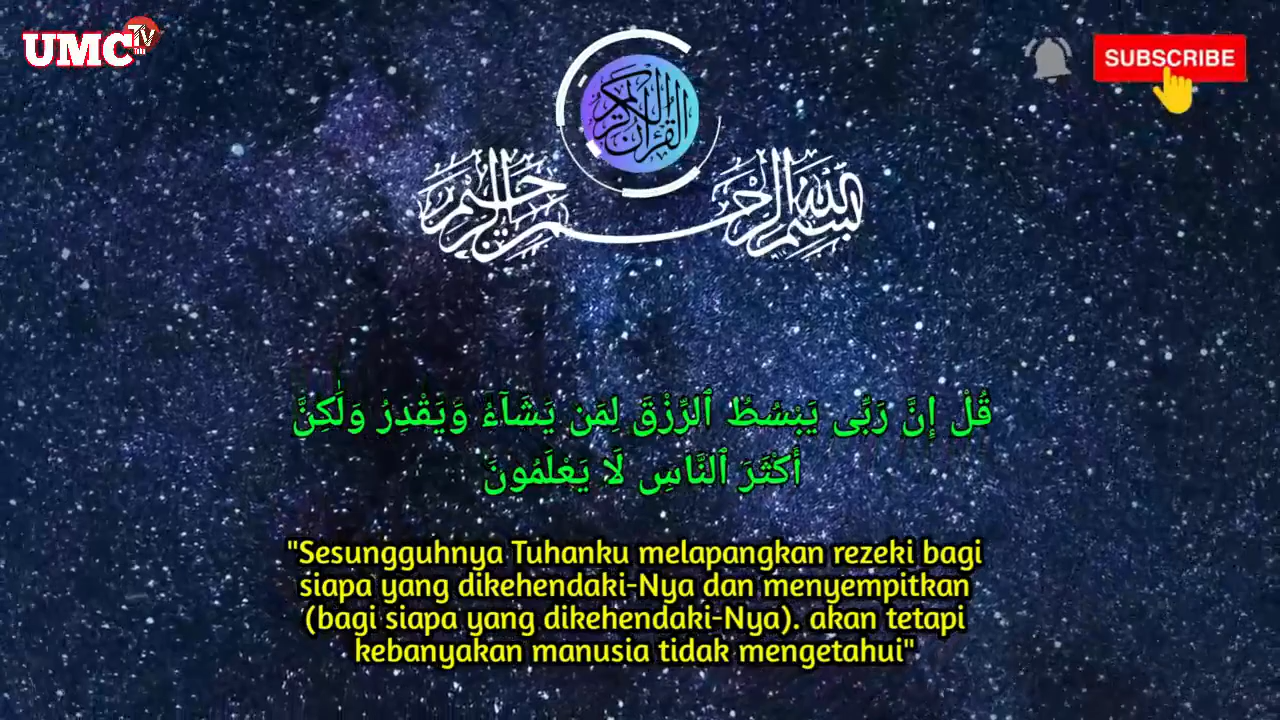 UMC TV
SUBSCRIBE
القرآن الكريم
بسم الله الرحمن الرحيم
قُلْ إِنَّ رَبِّى يَبْسُطُ ٱلرِّزْقَ لِمَن يَشَآءُ وَيَقْدِرُ وَلَٰكِنَّ
أَكْثَرَ ٱلنَّاسِ لَا يَعْلَمُونَ
"Sesungguhnya Tuhanku melapangkan rezeki bagi
siapa yang dikehendaki-Nya dan menyempitkan
(bagi siapa yang dikehendaki-Nya). akan tetapi
kebanyakan manusia tidak mengetahui"